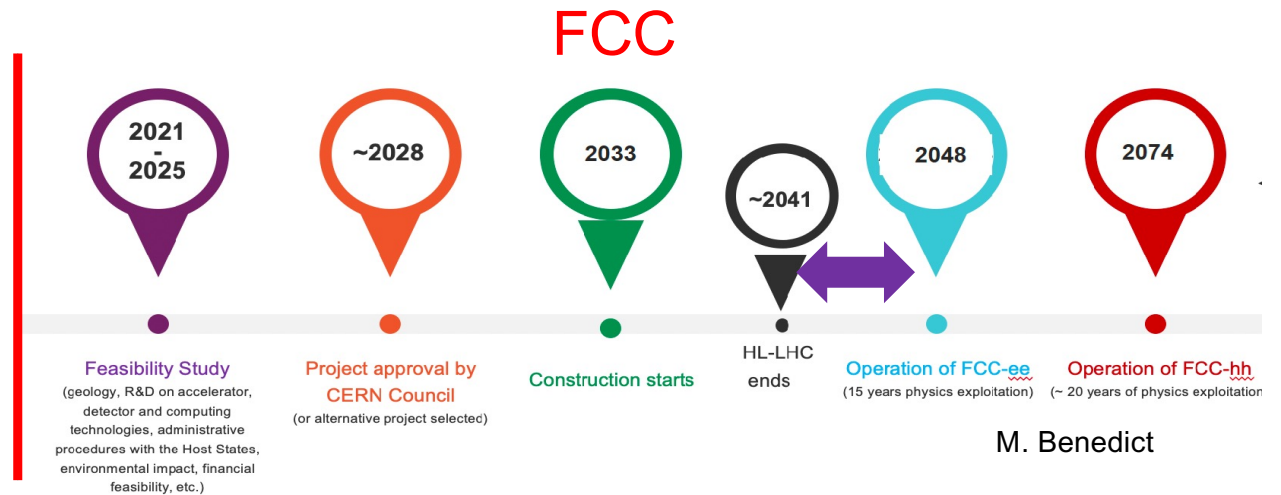 FCC
2021
-
2025
~2028
2033
~2041
2048
2074
Feasibility Study
(geology, R&D on accelerator,
detector and computing
technologies, administrative
procedures with the Host States,
environmental impact, financial
feasibility, etc.)
Project approval by
CERN Council
(or alternative project selected)
Construction starts
HL-LHC
ends
Operation of FCC-ee
(15 years physics exploitation)
Operation of FCC-hh
(~ 20 years of physics exploitation
M. Benedict